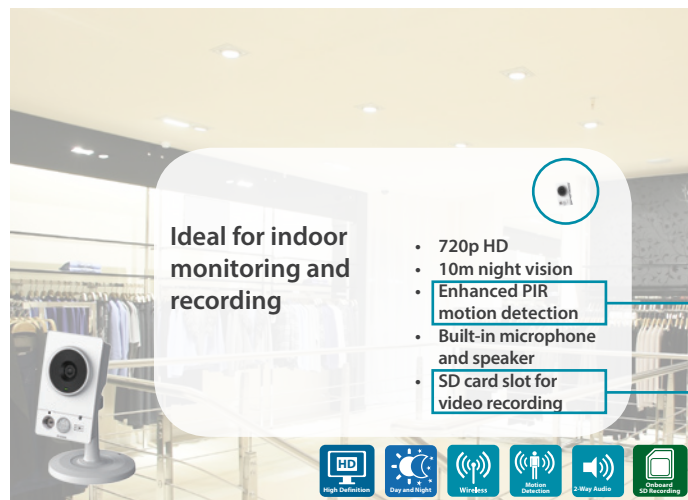 Ideal for indoor
monitoring and
recording
• 720p HD
• 10m night vision
• Enhanced PIR
motion detection
• Built-in microphone
and speaker
• SD card slot for
video recording
HD
High Definition
Day and Night
Wireless
Motion
Detection
2-Way Audio
Onboard
SD Recording